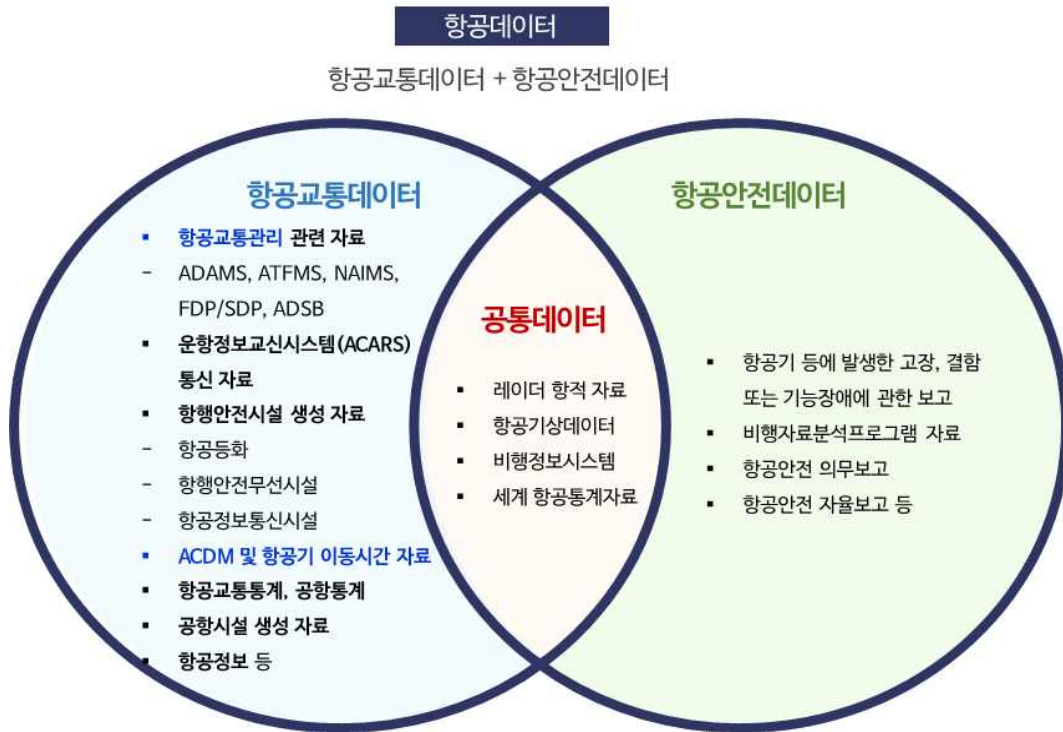 항공데이터
항공교통데이터 + 항공안전데이터
항공교통데이터
▪ 항공교통관리 관련 자료
- ADAMS, ATFMS, NAIMS,
FDP/SDP, ADSB
▪ 운항정보교신시스템(ACARS)
통신 자료
▪ 항행안전시설 생성 자료
- 항공등화
- 항행안전무선시설
- 항공정보통신시설
▪ ACDM 및 항공기 이동시간 자료
▪ 항공교통통계, 공항통계
▪ 공항시설 생성 자료
▪ 항공정보 등
공통데이터
▪ 레이더 항적 자료
▪ 항공기상데이터
▪ 비행정보시스템
▪ 세계 항공통계자료
항공안전데이터
▪ 항공기 등에 발생한 고장, 결함
또는 기능장애에 관한 보고
▪ 비행자료분석프로그램 자료
▪ 항공안전 의무보고
▪ 항공안전 자율보고 등